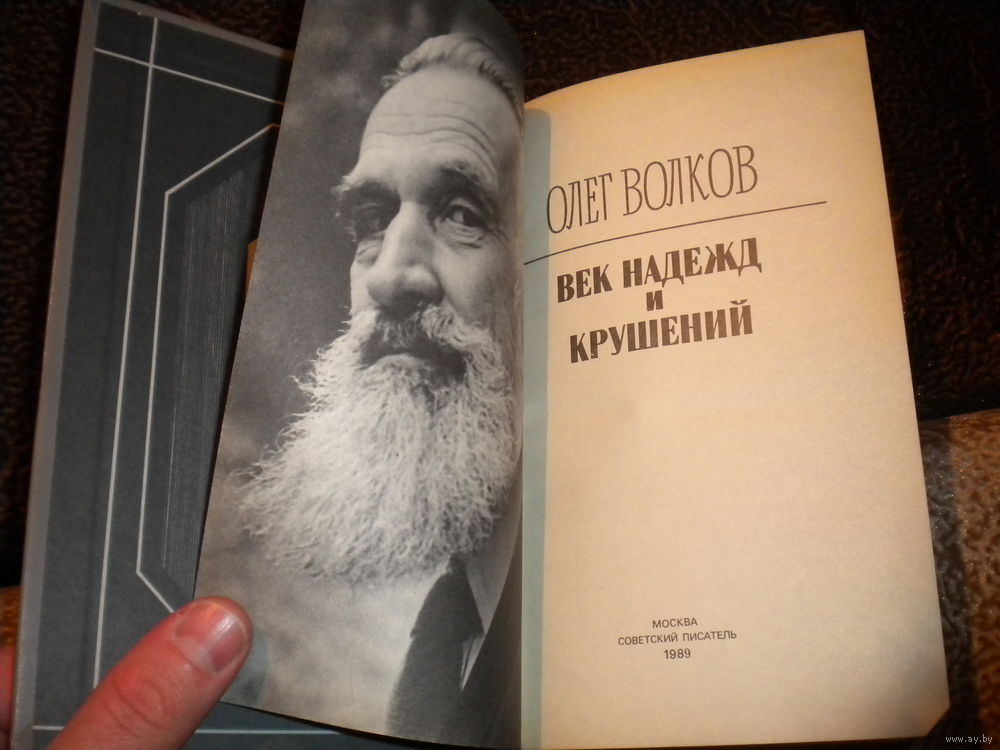 ОЛЕГ ВОЛКОВ
ВЕК НАДЕЖД
И
КРУШЕНИЙ
МОСКВА
СОВЕТСКИЙ ПИСАТЕЛЬ
1989
www.ay.by